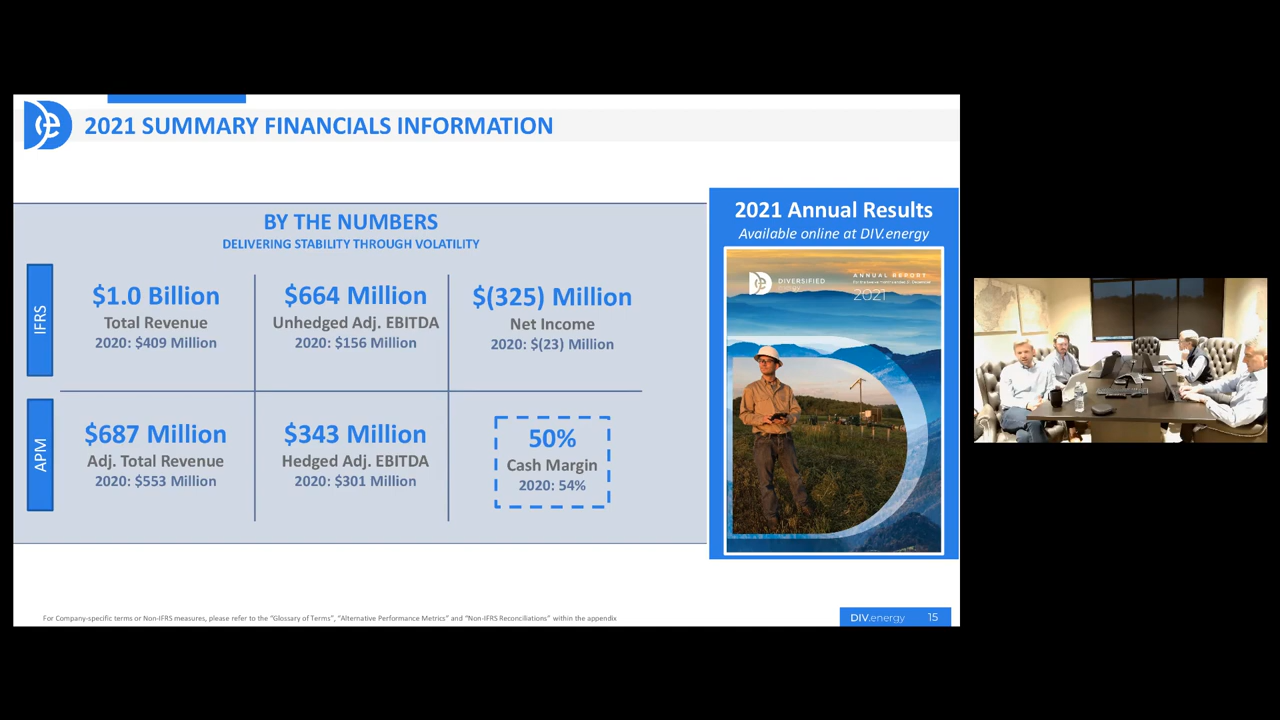 2021 SUMMARY FINANCIALS INFORMATION
BY THE NUMBERS
DELIVERING STABILITY THROUGH VOLATILITY
IFRS
$1.0 Billion
Total Revenue
2020: $409 Million
$664 Million
Unhedged Adj. EBITDA
2020: $156 Million
$(325) Million
Net Income
2020: $(23) Million
APM
$687 Million
Adj. Total Revenue
2020: $553 Million
$343 Million
Hedged Adj. EBITDA
2020: $301 Million
50%
Cash Margin
2020: 54%
2021 Annual Results
Available online at DIV.energy
DIVERSIFIED
ANNUAL REPORT
2021
For Company-specific terms or Non-IFRS measures, please refer to the "Glossary of Terms", "Alternative Performance Metrics" and "Non-IFRS Reconciliations" within the appendix
DIV.energy 15